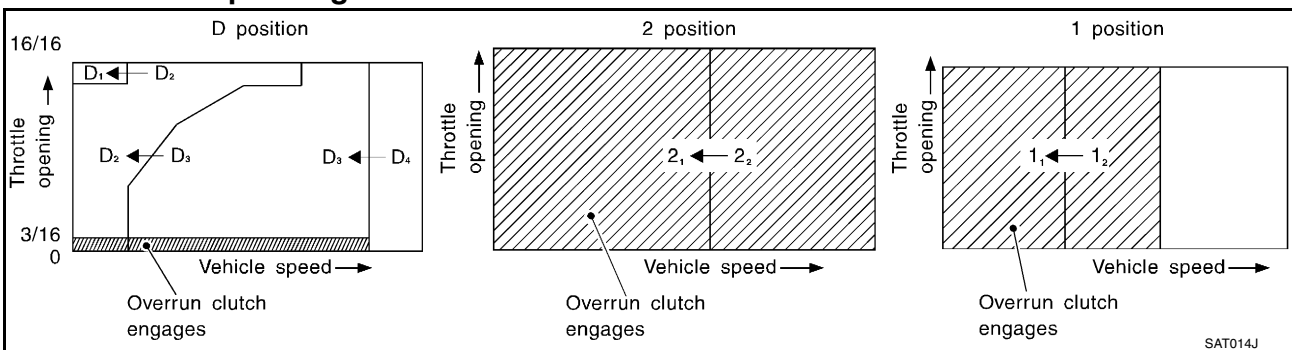 D position
16/16
D₁ ← D₂
Throttle opening →
D₂ ← D₃
D₃ ← D₄
3/16
0
Vehicle speed →
Overrun clutch
engages
2 position
Throttle opening →
2₁ ← 2₂
Vehicle speed →
Overrun clutch
engages
1 position
Throttle opening →
1₁ ← 1₂
Vehicle speed →
Overrun clutch
engages
SAT014J